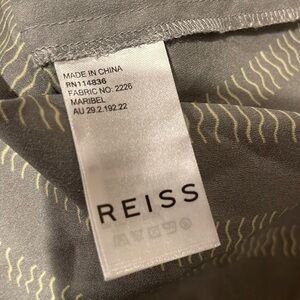 MADE IN CHINA
RN114836
FABRIC NO: 2226
MARIBEL
AU 29.2.192.22
REISS